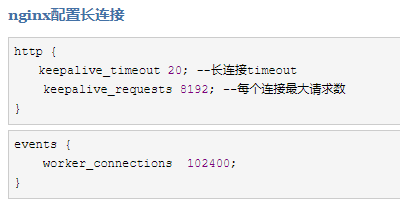 nginx配置长连接
http {
keepalive_timeout 20; --长连接timeout
keepalive_requests 8192; --每个连接最大请求数
}
events {
worker_connections  102400;
}